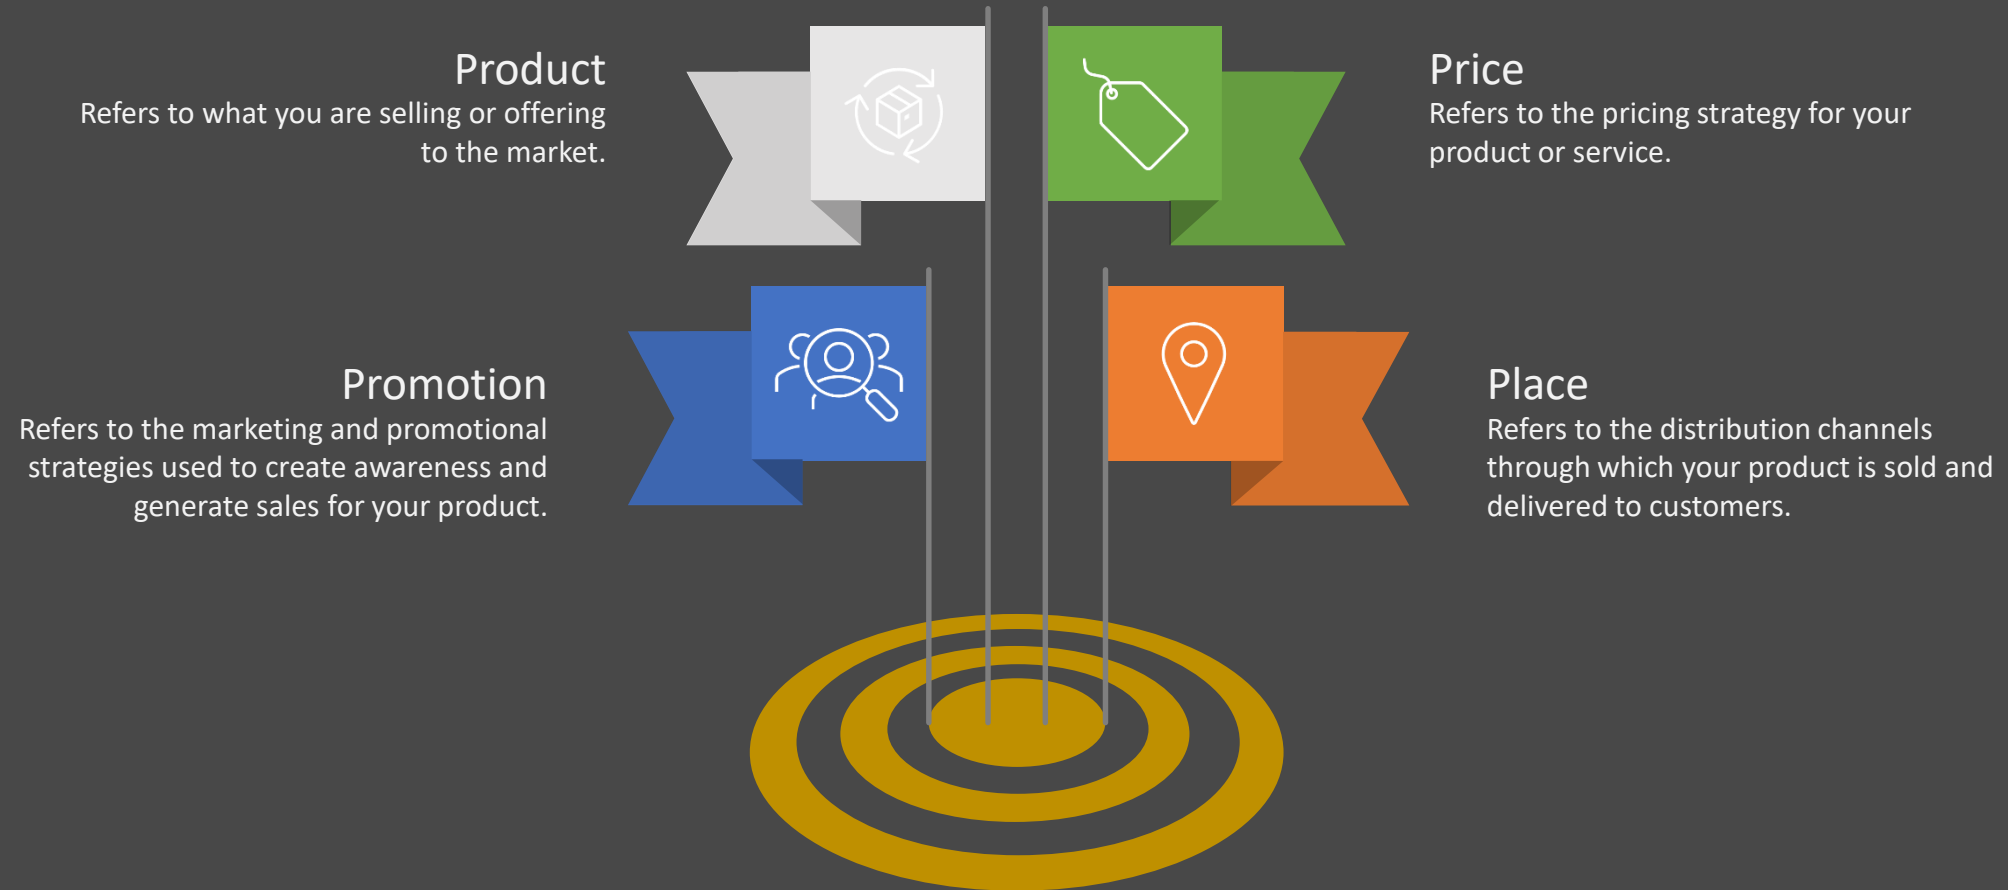 Product
Refers to what you are selling or offering
to the market.
Price
Refers to the pricing strategy for your
product or service.
Promotion
Refers to the marketing and promotional
strategies used to create awareness and
generate sales for your product.
Place
Refers to the distribution channels
through which your product is sold and
delivered to customers.